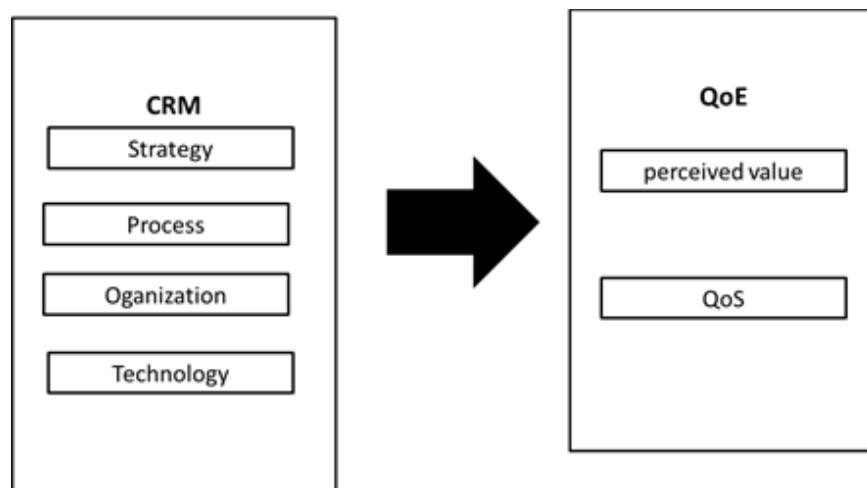 CRM
Strategy
Process
Oganization
Technology
QoE
perceived value
QoS